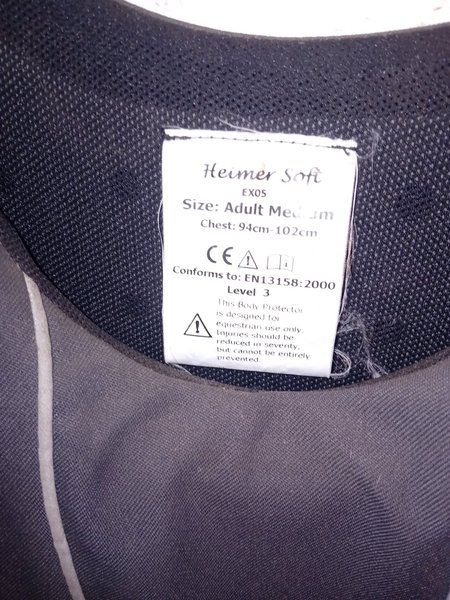 Heimer Soft
EXOS
Size: Adult Medium
Chest: 94cm-102cm
CE
Conforms to: EN13158:2000
Level 3
This Body Protector
is designed for
equestrian use only.
Injuries should be
reduced in severity,
but cannot be entirely
prevented.